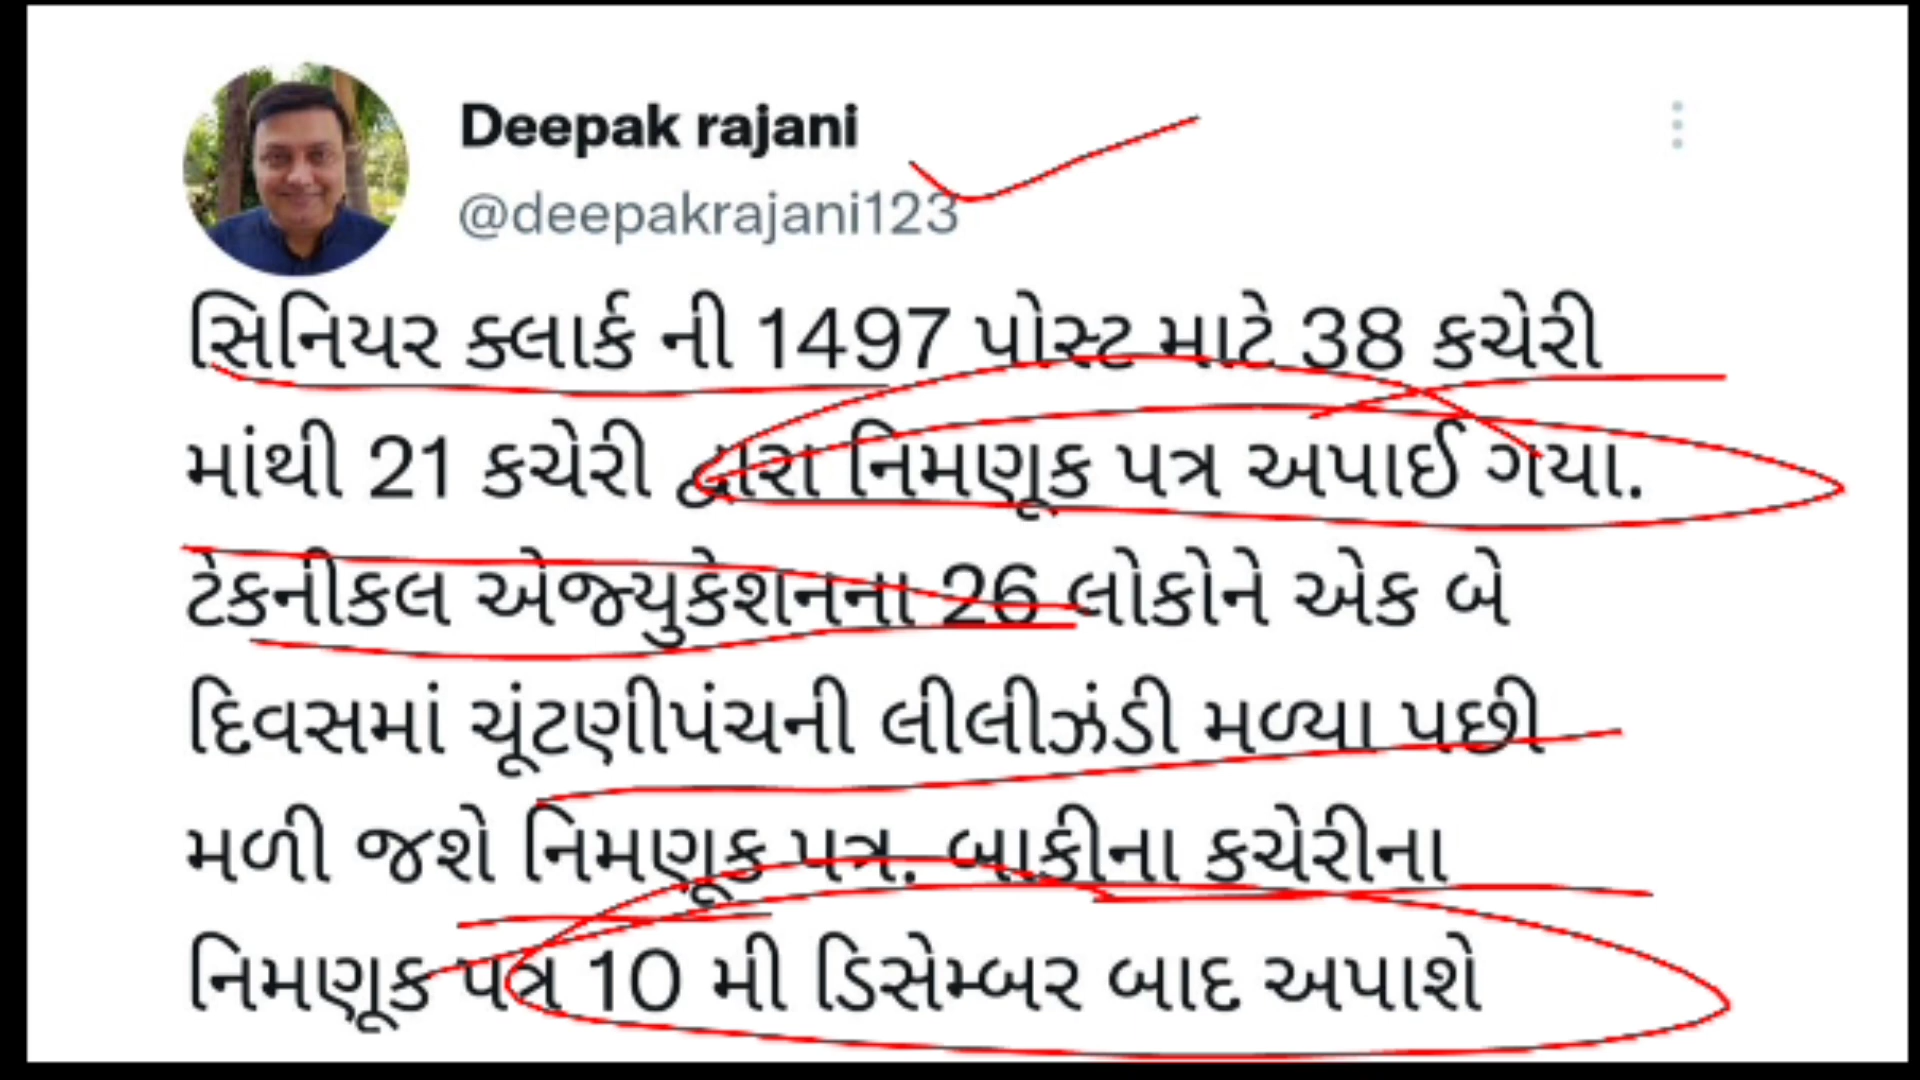 Deepak rajani
@deepakrajani123
સિનિયર ક્લાર્ક ની 1497 પોસ્ટ માટે 38 કચેરી
માંથી 21 કચેરી દ્વારા નિમણૂક પત્ર અપાઈ ગયા.
ટેકનીકલ એજ્યુકેશનના 26 લોકોને એક બે
દિવસમાં ચૂંટણીપંચની લીલીઝંડી મળ્યા પછી
મળી જશે નિમણૂક પત્ર. બાકીના કચેરીના
નિમણૂક પત્ર 10 મી ડિસેમ્બર બાદ અપાશે